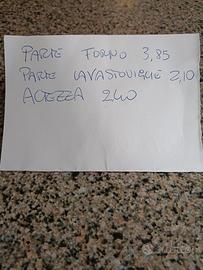 PARTE FORNO 3,85
PARTE LAVASTOVIGLIE 2,10
ALTEZZA 240